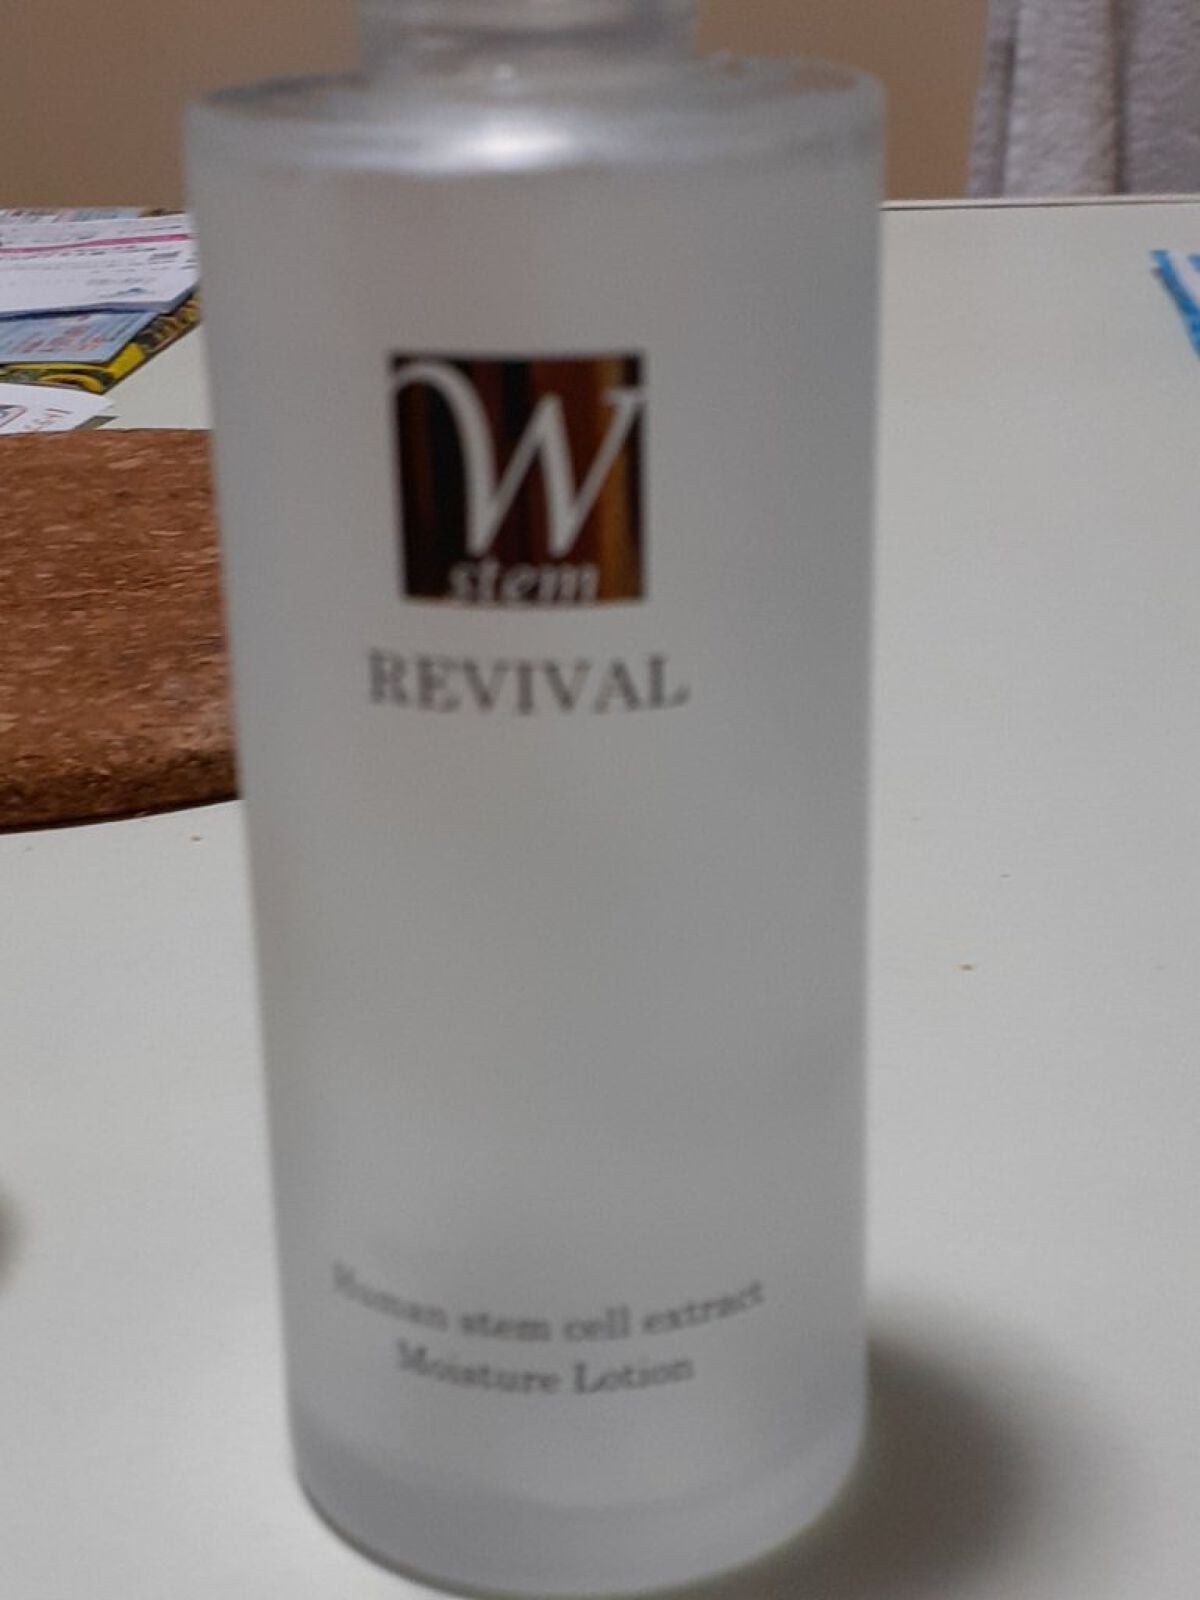 W
stem
REVIVAL
Human stem cell extract
Moisture Lotion